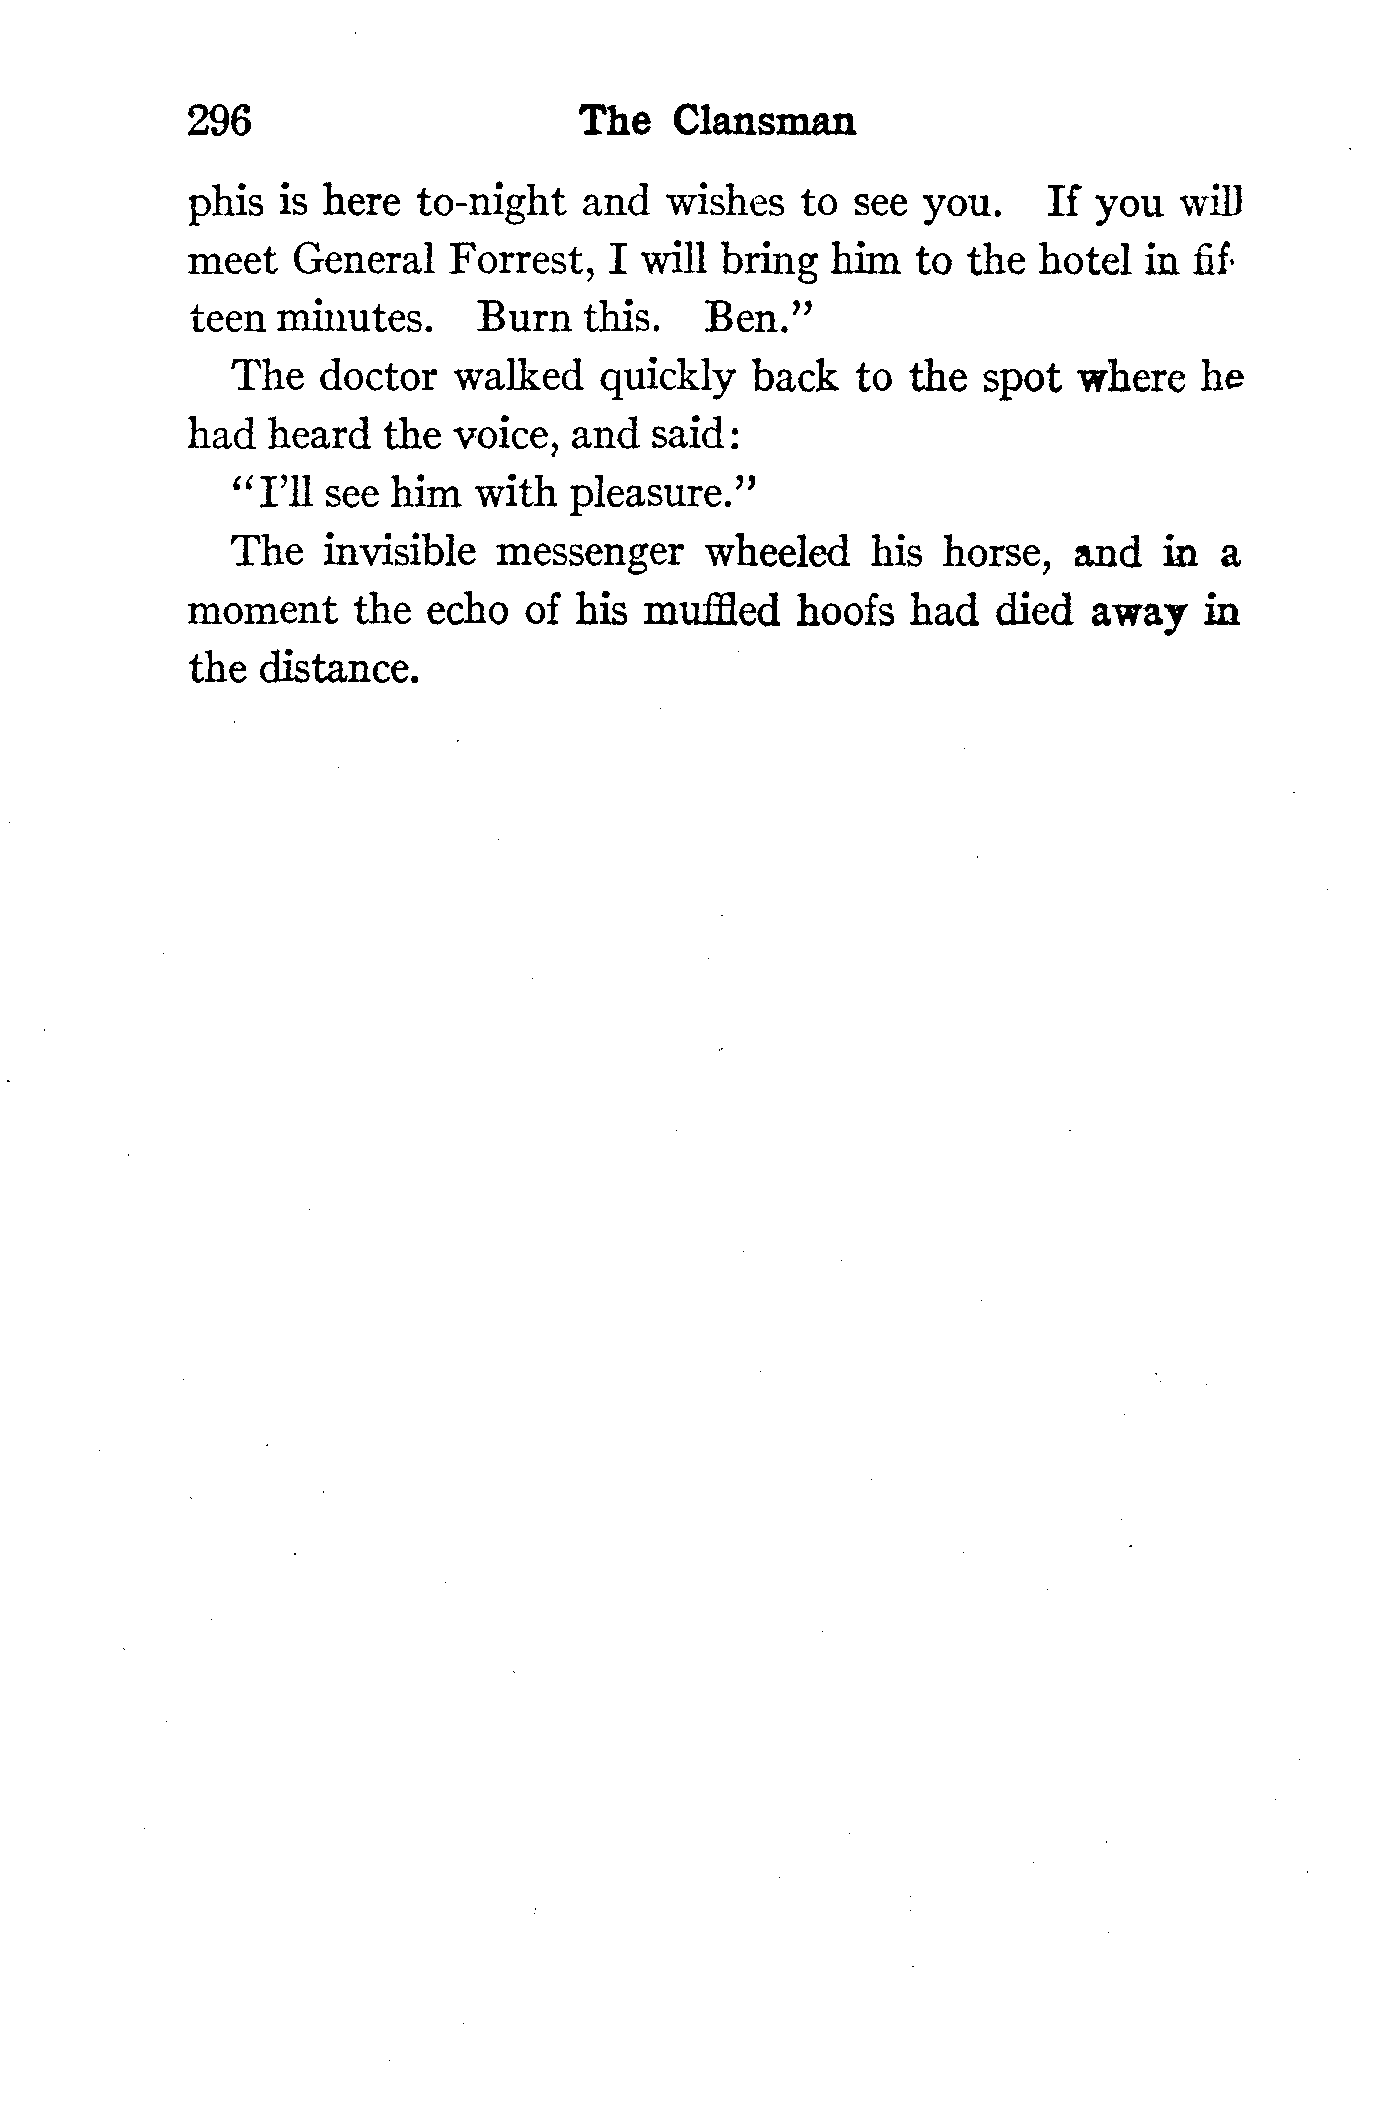 296 The Clansman
phis is here to-night and wishes to see you. If you will
meet General Forrest, I will bring him to the hotel in fif-
teen minutes. Burn this. Ben.”
The doctor walked quickly back to the spot where he
had heard the voice, and said:
“I’ll see him with pleasure.”
The invisible messenger wheeled his horse, and in a
moment the echo of his muffled hoofs had died away in
the distance.